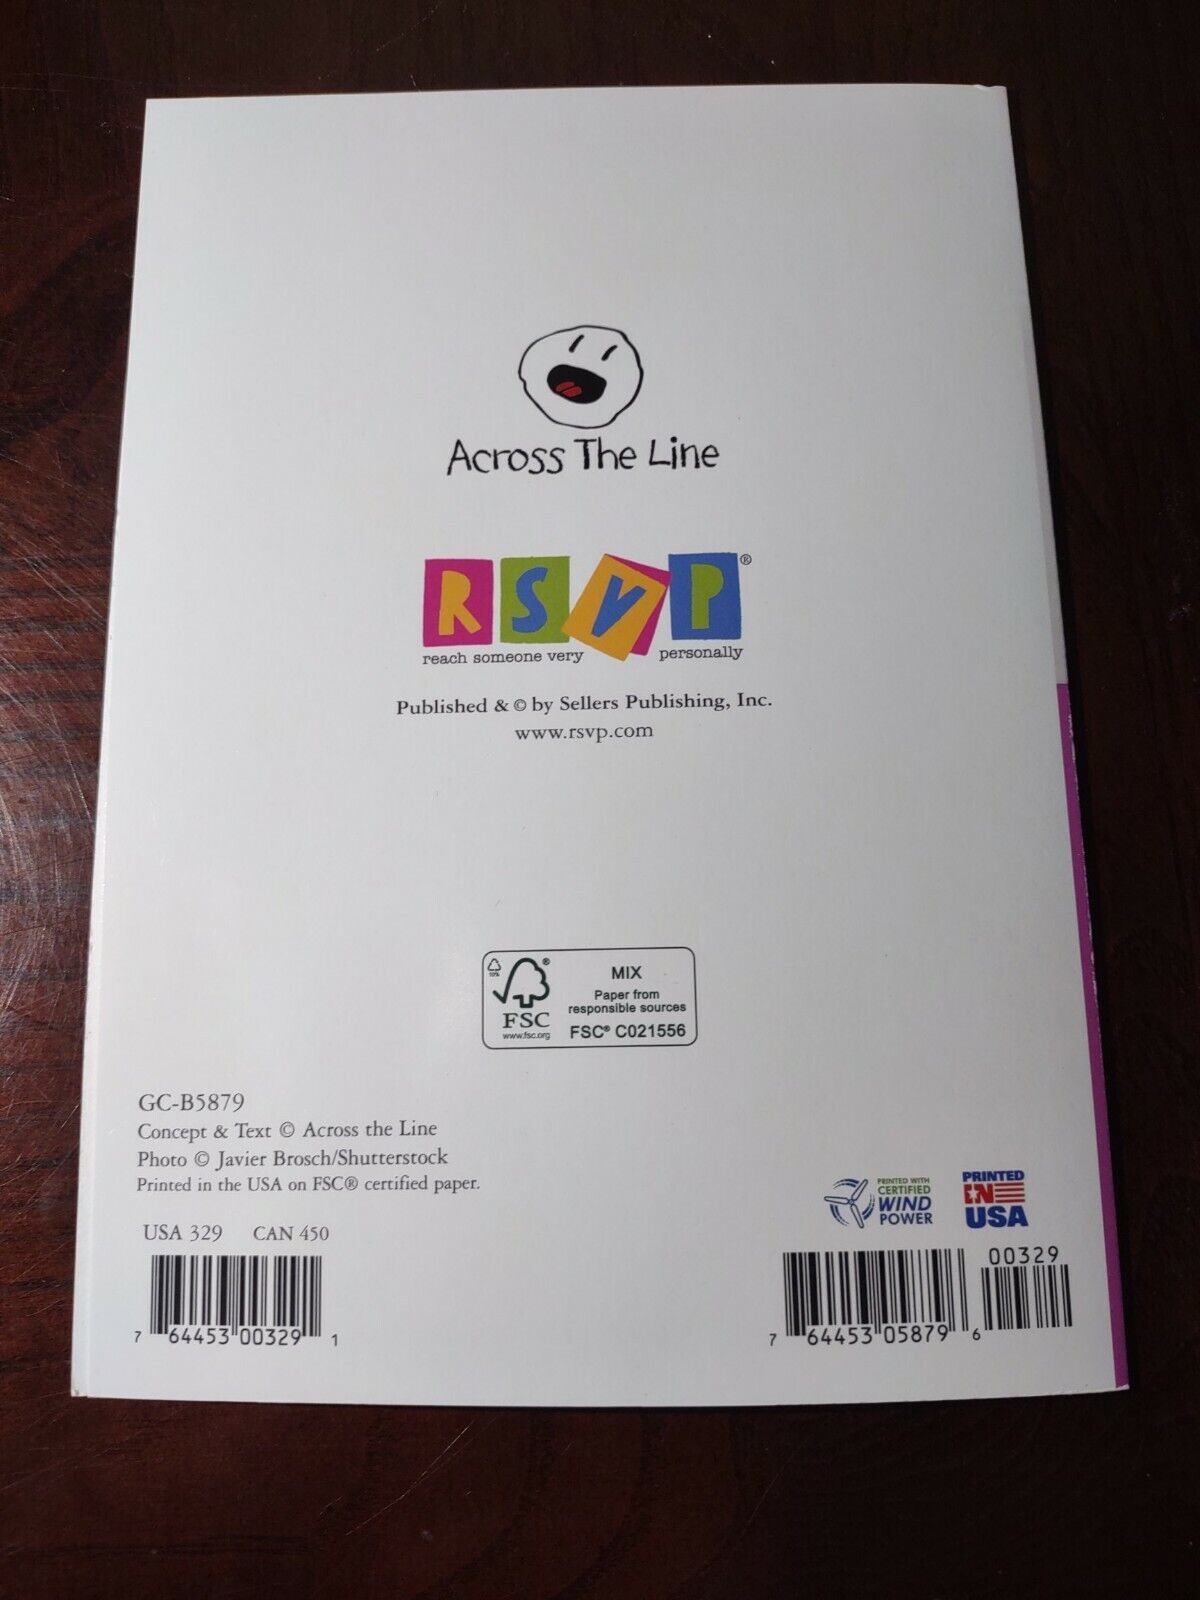 Across The Line
RSVP®
reach someone very personally
Published & © by Sellers Publishing, Inc.
www.rsvp.com
10%
®
FSC
www.fsc.org
MIX
Paper from
responsible sources
FSC® C021556
GC-B5879
Concept & Text © Across the Line
Photo © Javier Brosch/Shutterstock
Printed in the USA on FSC® certified paper.
PRINTED WITH
CERTIFIED
WIND
POWER
PRINTED
IN
USA
USA 329 CAN 450
7 64453 00329 1
00329
7 64453 05879 6